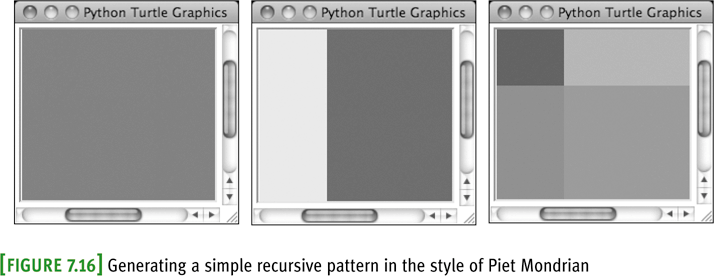 Python Turtle Graphics
Python Turtle Graphics
Python Turtle Graphics
[FIGURE 7.16] Generating a simple recursive pattern in the style of Piet Mondrian